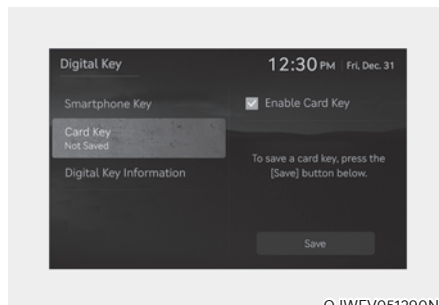 Digital Key
12:30 PM Fri, Dec. 31
Smartphone Key
Enable Card Key
Card Key
Not Saved
To save a card key, press the
[Save] button below.
Digital Key Information
Save